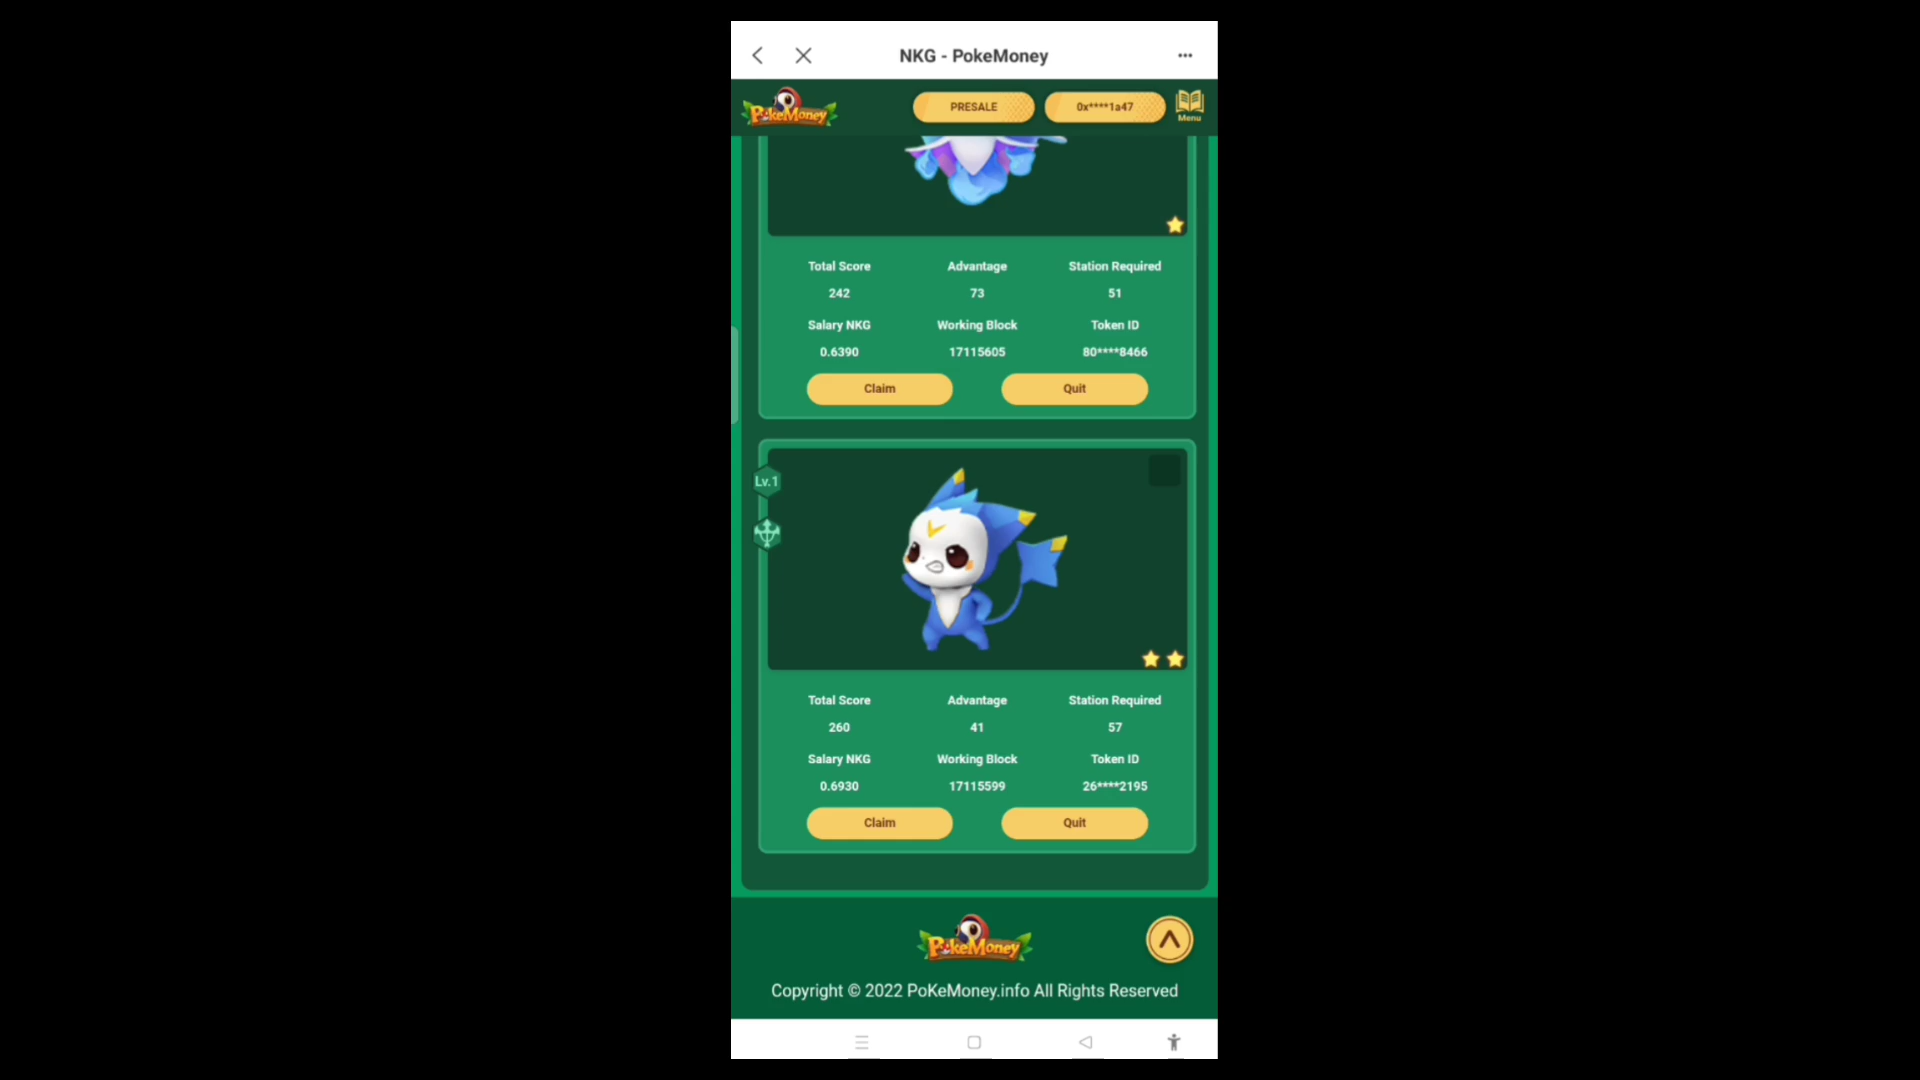 NKG - PokeMoney
PokeMoney
PRESALE
0x****1a47
Menu
Total Score Advantage Station Required
242 73 51
Salary NKG Working Block Token ID
0.6390 17115605 80****8466
Claim Quit
Lv.1
Total Score Advantage Station Required
260 41 57
Salary NKG Working Block Token ID
0.6930 17115599 26****2195
Claim Quit
PokeMoney
Copyright © 2022 PoKeMoney.info All Rights Reserved